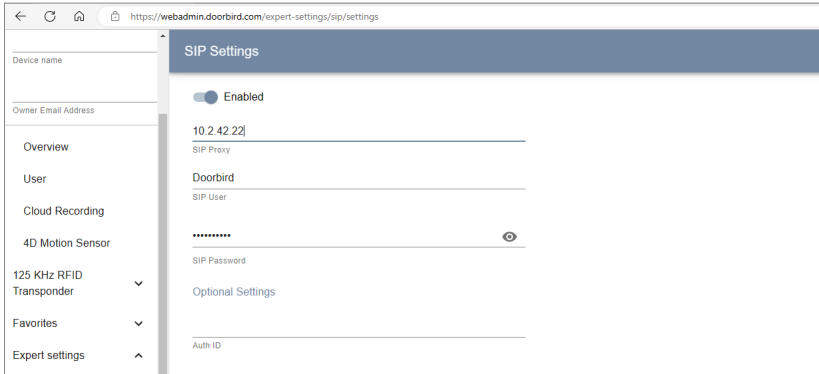 https://webadmin.doorbird.com/expert-settings/sip/settings
Device name
Owner Email Address
Overview
User
Cloud Recording
4D Motion Sensor
125 KHz RFID
Transponder
Favorites
Expert settings
SIP Settings
Enabled
10.2.42.22
SIP Proxy
Doorbird
SIP User
••••••••••
SIP Password
Optional Settings
Auth ID